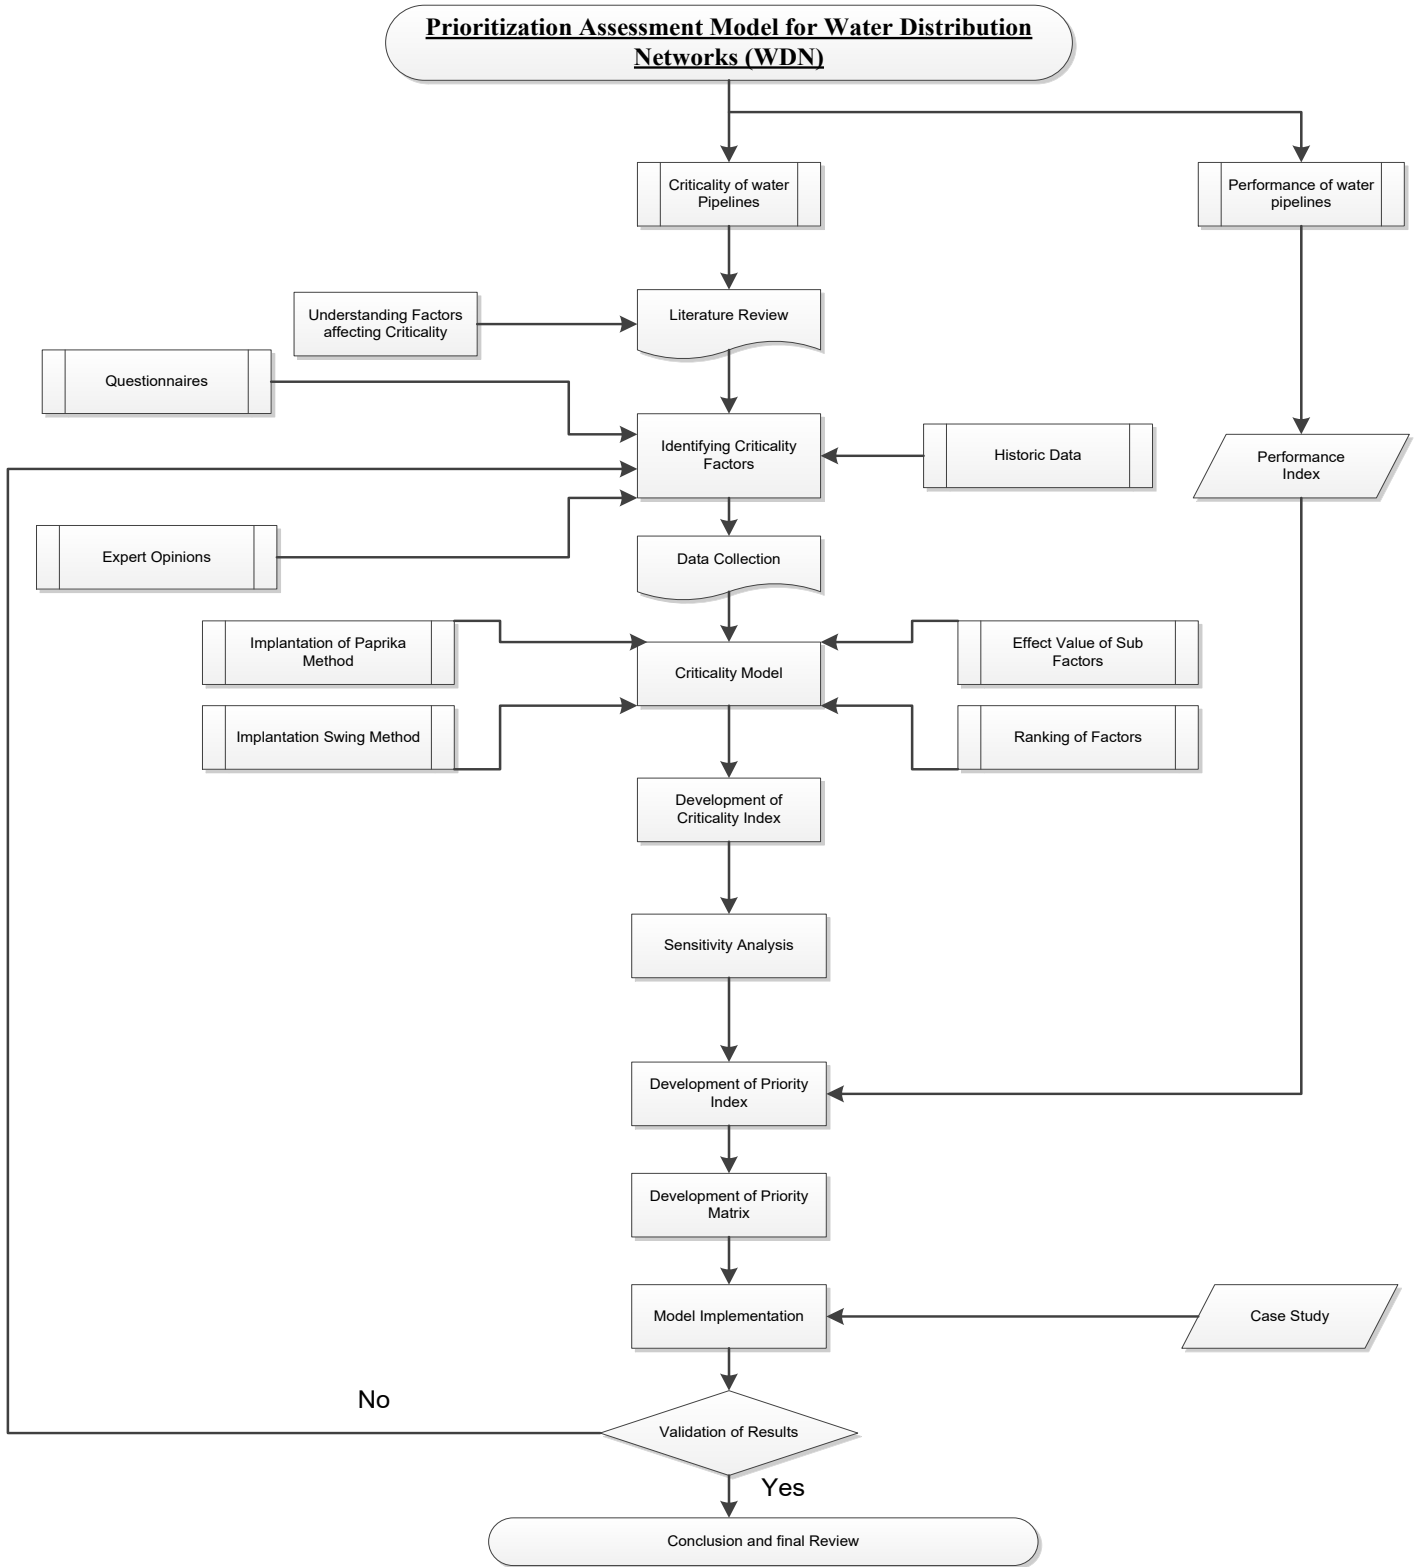 Prioritization Assessment Model for Water Distribution
Networks (WDN)
Criticality of water
Pipelines
Performance of water
pipelines
Understanding Factors
affecting Criticality
Literature Review
Questionnaires
Identifying Criticality
Factors
Historic Data
Performance
Index
Expert Opinions
Data Collection
Implantation of Paprika
Method
Criticality Model
Effect Value of Sub
Factors
Implantation Swing Method
Ranking of Factors
Development of
Criticality Index
Sensitivity Analysis
Development of Priority
Index
Development of Priority
Matrix
Model Implementation
Case Study
No
Validation of Results
Yes
Conclusion and final Review